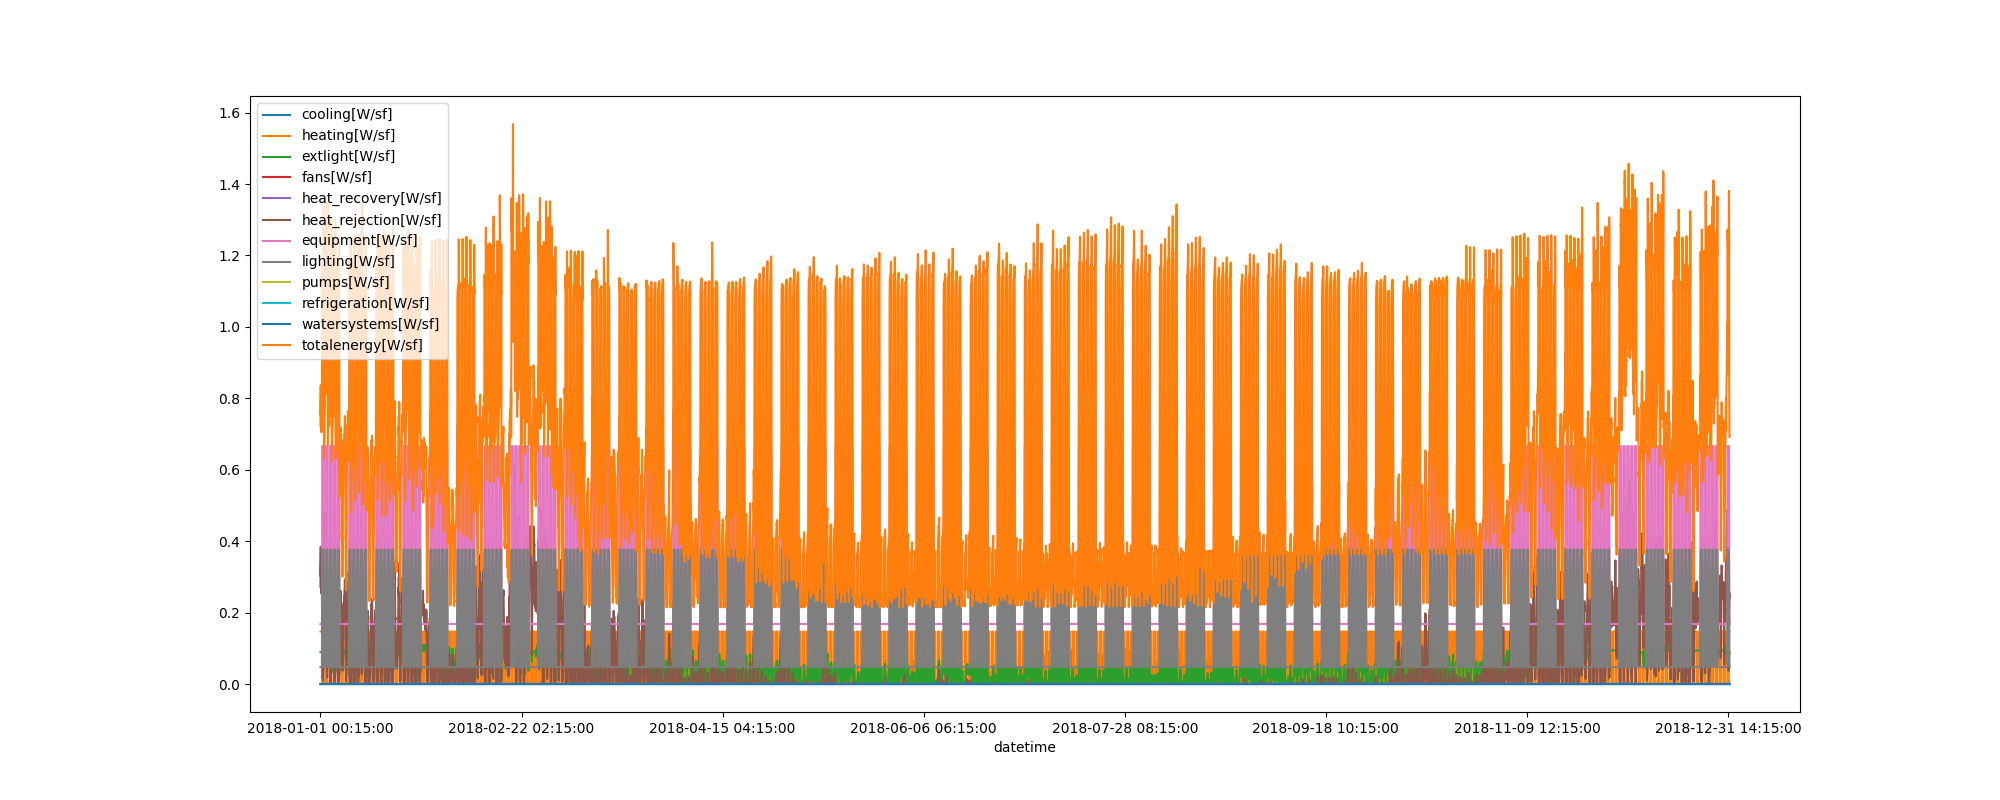 1.6
1.4
1.2
1.0
0.8
0.6
0.4
0.2
0.0
cooling[W/sf]
heating[W/sf]
extlight[W/sf]
fans[W/sf]
heat_recovery[W/sf]
heat_rejection[W/sf]
equipment[W/sf]
lighting[W/sf]
pumps[W/sf]
refrigeration[W/sf]
watersystems[W/sf]
totalenergy[W/sf]
2018-01-01 00:15:00 2018-02-22 02:15:00 2018-04-15 04:15:00 2018-06-06 06:15:00 2018-07-28 08:15:00 2018-09-18 10:15:00 2018-11-09 12:15:00 2018-12-31 14:15:00
datetime